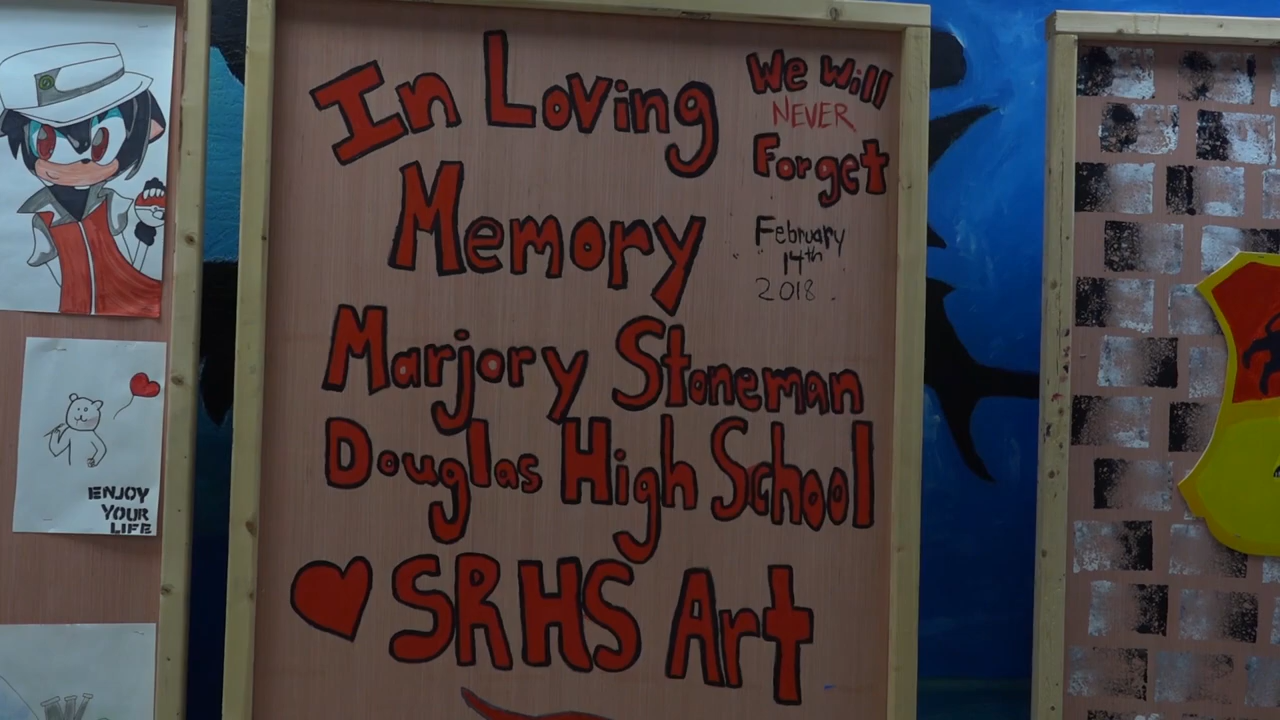 In Loving
Memory
Marjory Stoneman
Douglas High School
SRHS Art
We Will
NEVER
Forget
February
14th
2018.
ENJOY
YOUR
LIFE